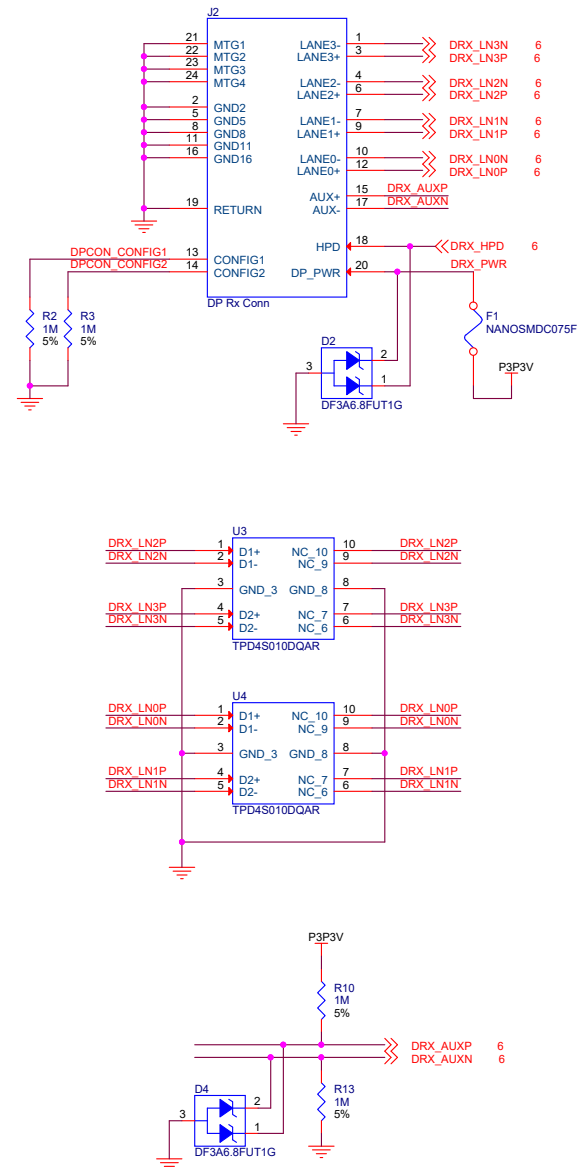 J2
21 MTG1 LANE3- 1 DRX_LN3N 6
22 MTG2 LANE3+ 3 DRX_LN3P 6
23 MTG3
24 MTG4 LANE2- 4 DRX_LN2N 6
LANE2+ 6 DRX_LN2P 6
2 GND2
5 GND5 LANE1- 7 DRX_LN1N 6
8 GND8 LANE1+ 9 DRX_LN1P 6
11 GND11
16 GND16 LANE0- 10 DRX_LN0N 6
LANE0+ 12 DRX_LN0P 6
AUX+ 15 DRX_AUXP
19 RETURN AUX- 17 DRX_AUXN
HPD 18 DRX_HPD 6
DPCON_CONFIG1 13 CONFIG1
DPCON_CONFIG2 14 CONFIG2 DP_PWR 20 DRX_PWR
DP Rx Conn
R2 R3
1M 1M
5% 5%
F1
NANOSMDC075F
P3P3V
D2
2
3
1
DF3A6.8FUT1G
U3
DRX_LN2P 1 D1+ NC_10 10 DRX_LN2P
DRX_LN2N 2 D1- NC_9 9 DRX_LN2N
3 GND_3 GND_8 8
DRX_LN3P 4 D2+ NC_7 7 DRX_LN3P
DRX_LN3N 5 D2- NC_6 6 DRX_LN3N
TPD4S010DQAR
U4
DRX_LN0P 1 D1+ NC_10 10 DRX_LN0P
DRX_LN0N 2 D1- NC_9 9 DRX_LN0N
3 GND_3 GND_8 8
DRX_LN1P 4 D2+ NC_7 7 DRX_LN1P
DRX_LN1N 5 D2- NC_6 6 DRX_LN1N
TPD4S010DQAR
P3P3V
R10
1M
5%
DRX_AUXP 6
DRX_AUXN 6
D4
2
3
1
DF3A6.8FUT1G
R13
1M
5%